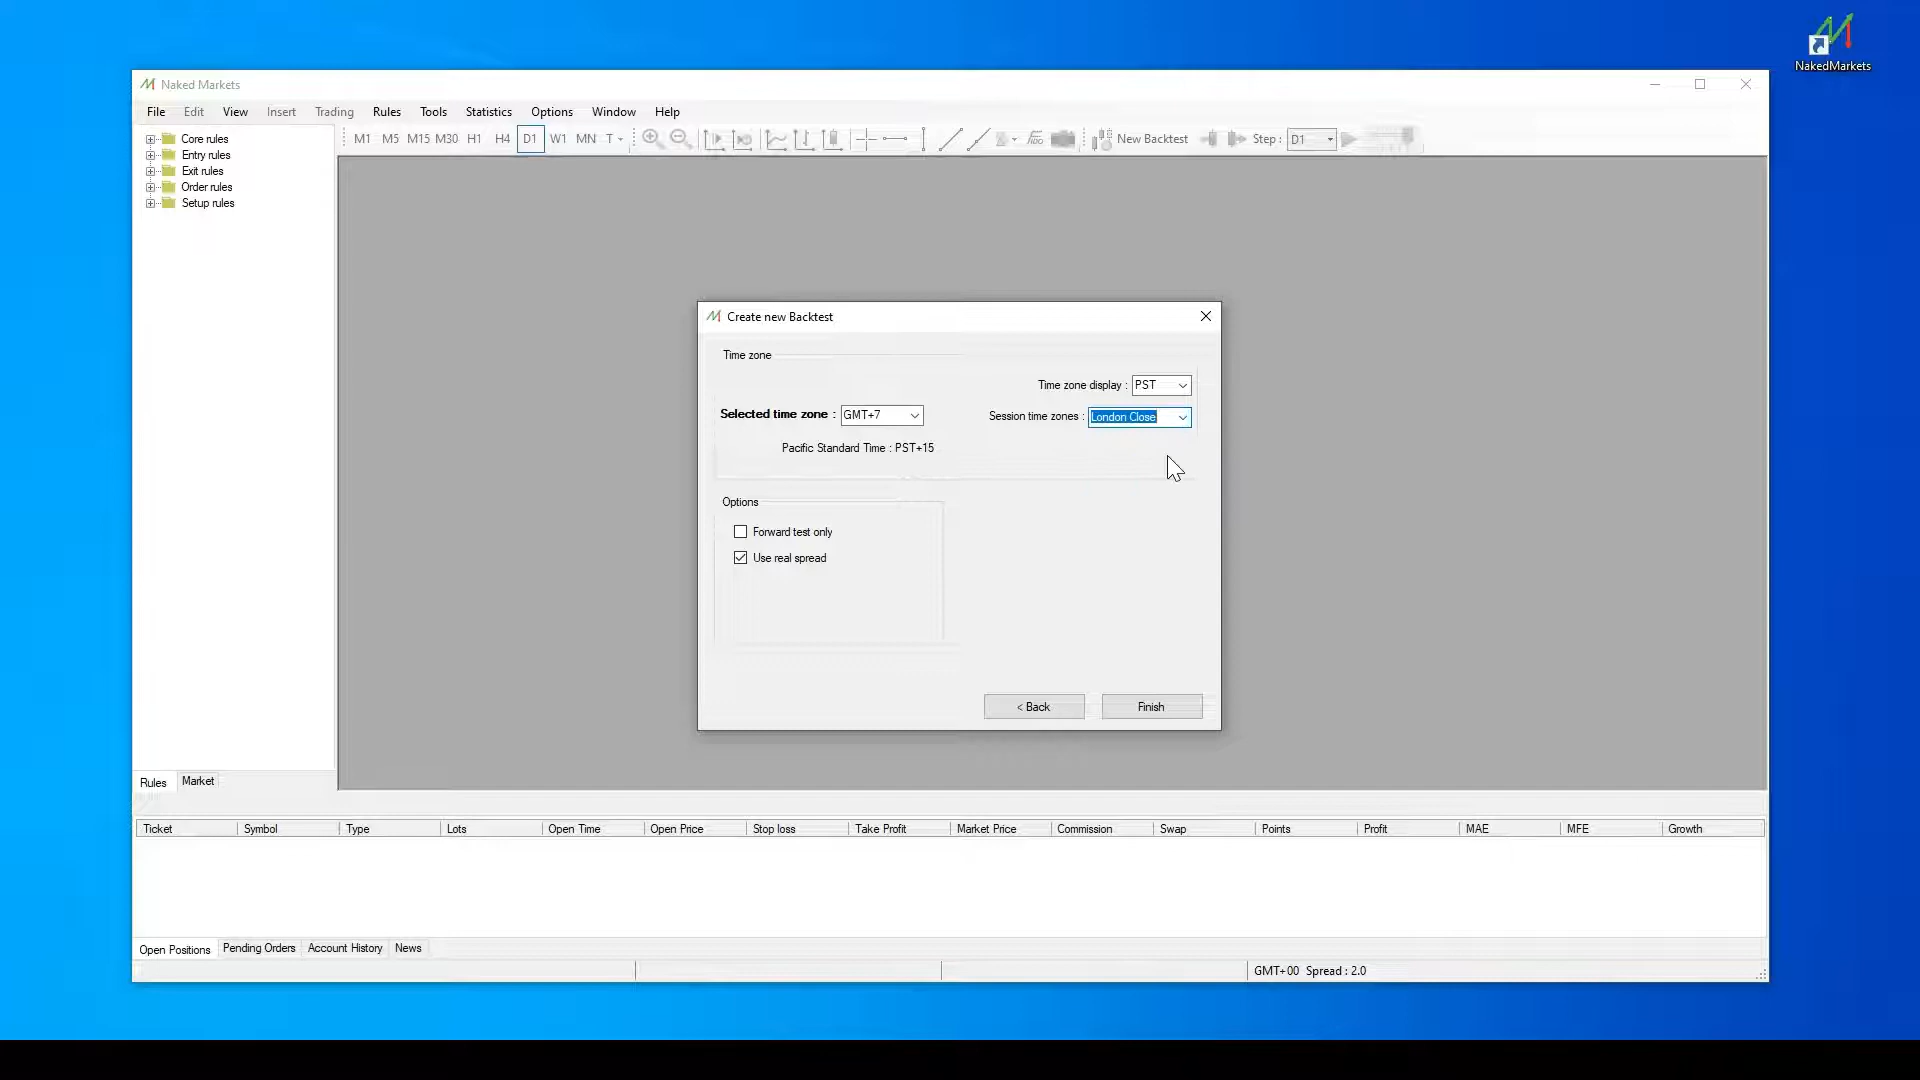 NakedMarkets
Naked Markets
File Edit View Insert Trading Rules Tools Statistics Options Window Help
M1 M5 M15 M30 H1 H4 D1 W1 MN T New Backtest Step : D1
Core rules
Entry rules
Exit rules
Order rules
Setup rules
Create new Backtest
Time zone
Time zone display : PST
Selected time zone : GMT+7
Session time zones : London Close
Pacific Standard Time : PST+15
Options
Forward test only
Use real spread
< Back Finish
Rules Market
Ticket Symbol Type Lots Open Time Open Price Stop loss Take Profit Market Price Commission Swap Points Profit MAE MFE Growth
Open Positions Pending Orders Account History News
GMT+00 Spread : 2.0